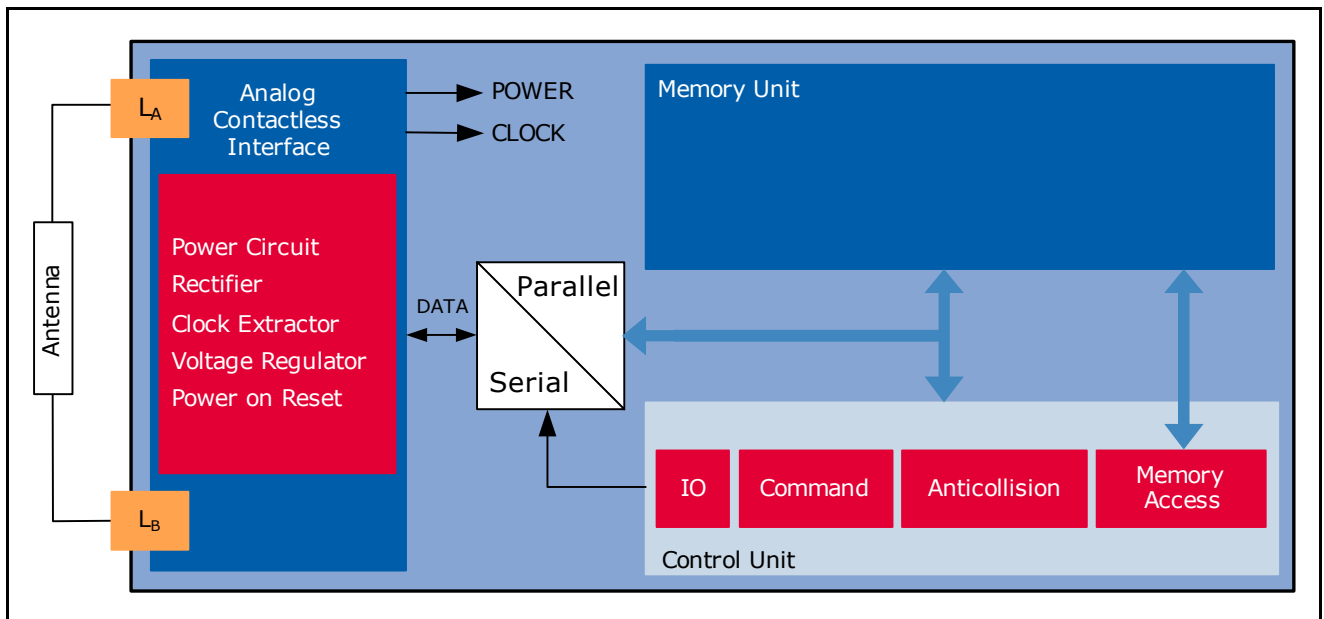 Antenna
LA
LB
Analog
Contactless
Interface
Power Circuit
Rectifier
Clock Extractor
Voltage Regulator
Power on Reset
POWER
CLOCK
DATA
Parallel
Serial
Memory Unit
IO
Command
Anticollision
Memory
Access
Control Unit